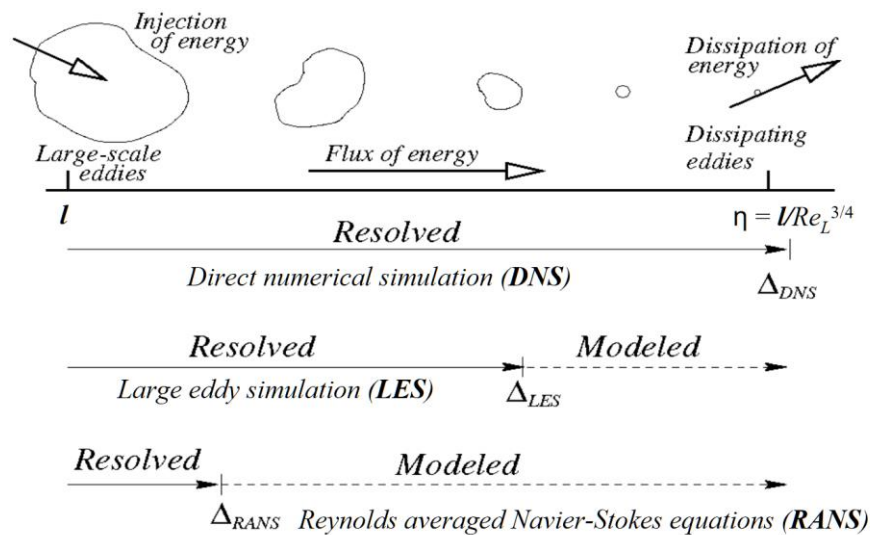 Injection
of energy
Dissipation of
energy
Large-scale
eddies
Flux of energy
Dissipating
eddies
l
η = l/Re_L^3/4
Resolved
Direct numerical simulation (DNS)
Δ_DNS
Resolved
Modeled
Large eddy simulation (LES)
Δ_LES
Resolved
Modeled
Δ_RANS
Reynolds averaged Navier-Stokes equations (RANS)